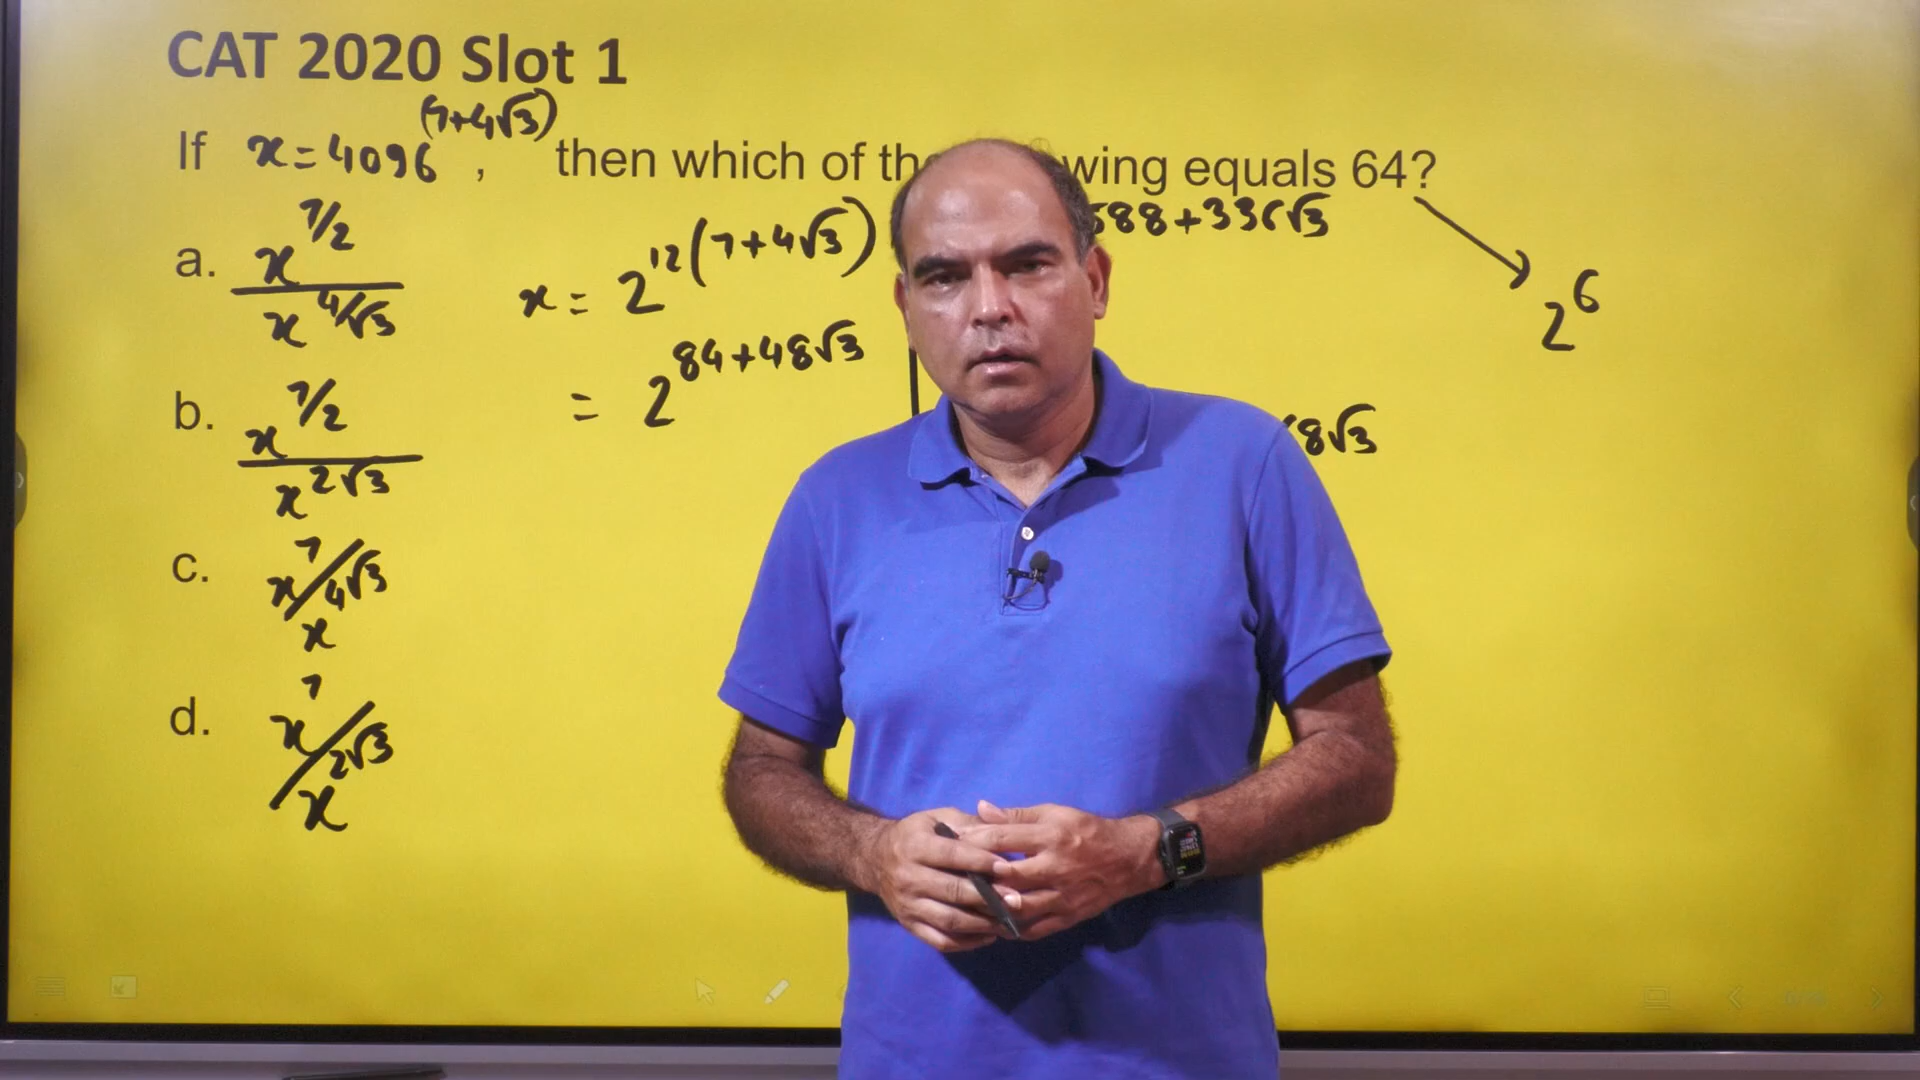 CAT 2020 Slot 1
If x = 4096^(7+4√3), then which of th wing equals 64?
a. x^7/2 / x^4/√3
x = 2^12(7+4√3)
588+336√3
2^6
= 2^84+48√3
b. x^7/2 / x^2√3
8√3
c. x^7 / x^4√3
d. x^7 / x^2√3